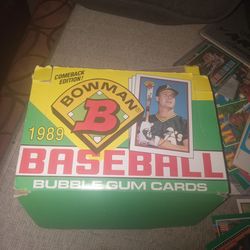 COMEBACK EDITION!
BOWMAN
B
1989
BASEBALL
BUBBLE GUM CARDS